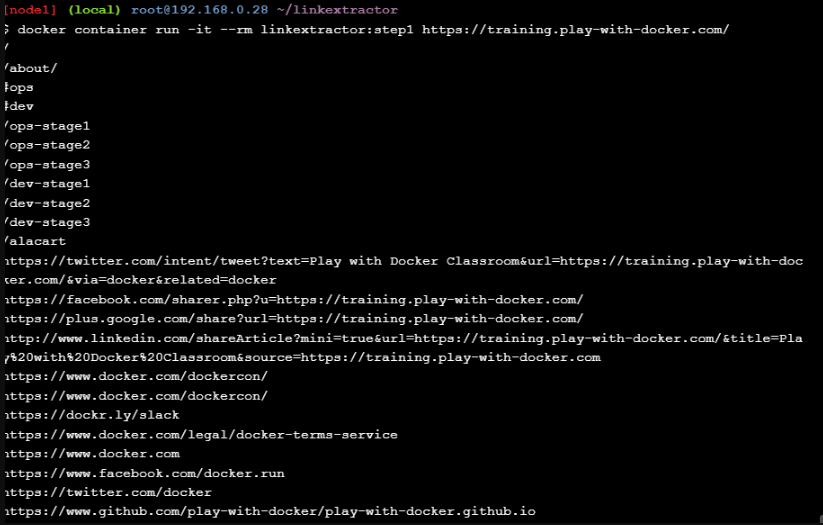 [node1] (local) root@192.168.0.28 ~/linkextractor
$ docker container run -it --rm linkextractor:step1 https://training.play-with-docker.com/
/
/about/
#ops
#dev
/ops-stage1
/ops-stage2
/ops-stage3
/dev-stage1
/dev-stage2
/dev-stage3
/alacart
https://twitter.com/intent/tweet?text=Play with Docker Classroom&url=https://training.play-with-doc
ker.com/&via=docker&related=docker
https://facebook.com/sharer.php?u=https://training.play-with-docker.com/
https://plus.google.com/share?url=https://training.play-with-docker.com/
http://www.linkedin.com/shareArticle?mini=true&url=https://training.play-with-docker.com/&title=Pla
y%20with%20Docker%20Classroom&source=https://training.play-with-docker.com
https://www.docker.com/dockercon/
https://www.docker.com/dockercon/
https://dockr.ly/slack
https://www.docker.com/legal/docker-terms-service
https://www.docker.com
https://www.facebook.com/docker.run
https://twitter.com/docker
https://www.github.com/play-with-docker/play-with-docker.github.io